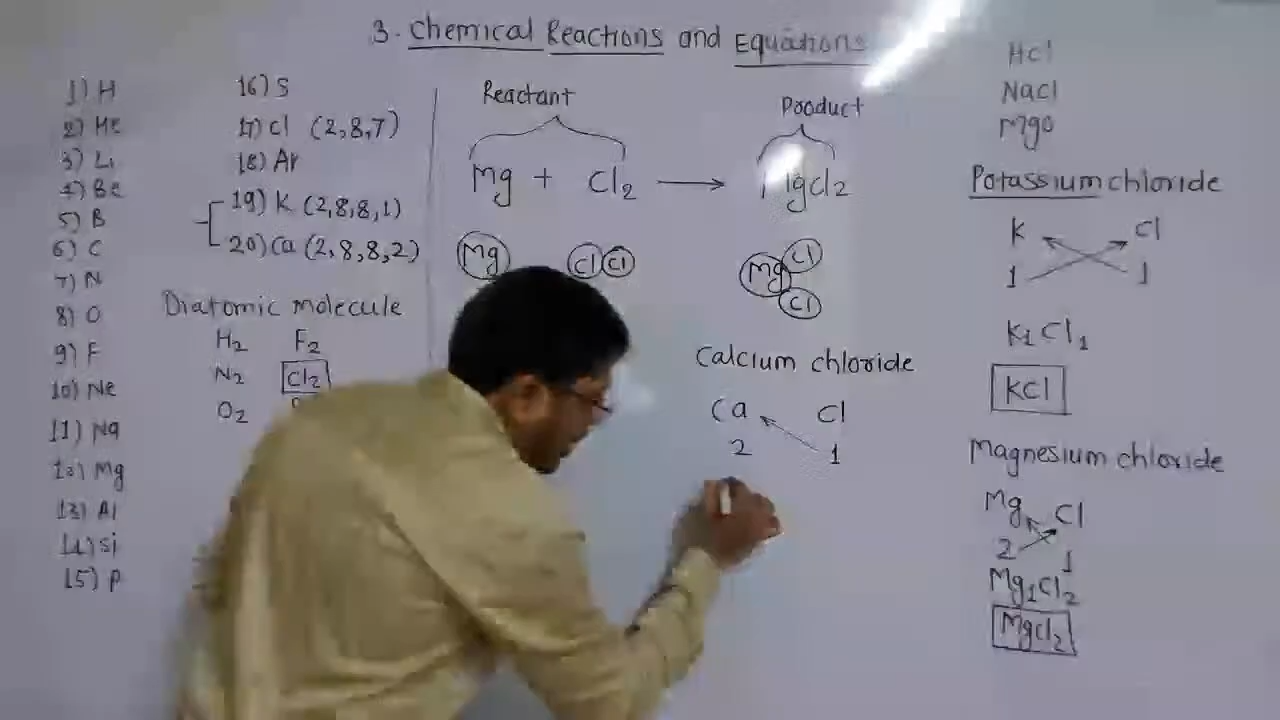 3. Chemical Reactions and Equations
1) H
2) He
3) Li
4) Be
5) B
6) C
7) N
8) O
9) F
10) Ne
11) Na
12) Mg
13) Al
14) Si
15) P
16) S
17) Cl (2,8,7)
18) Ar
19) K (2,8,8,1)
20) Ca (2,8,8,2)
Diatomic molecule
H2 F2
N2 Cl2
O2
Reactant Product
Mg + Cl2 → MgCl2
Mg Cl Cl Mg Cl Cl
Calcium chloride
Ca Cl
2 1
HCl
NaCl
MgO
Potassium chloride
K Cl
1 1
K1Cl1
KCl
Magnesium chloride
Mg Cl
2 1
Mg1Cl2
MgCl2